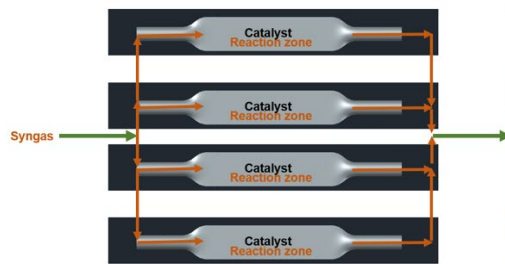 Catalyst
Reaction zone
Catalyst
Reaction zone
Syngas
Catalyst
Reaction zone
Catalyst
Reaction zone